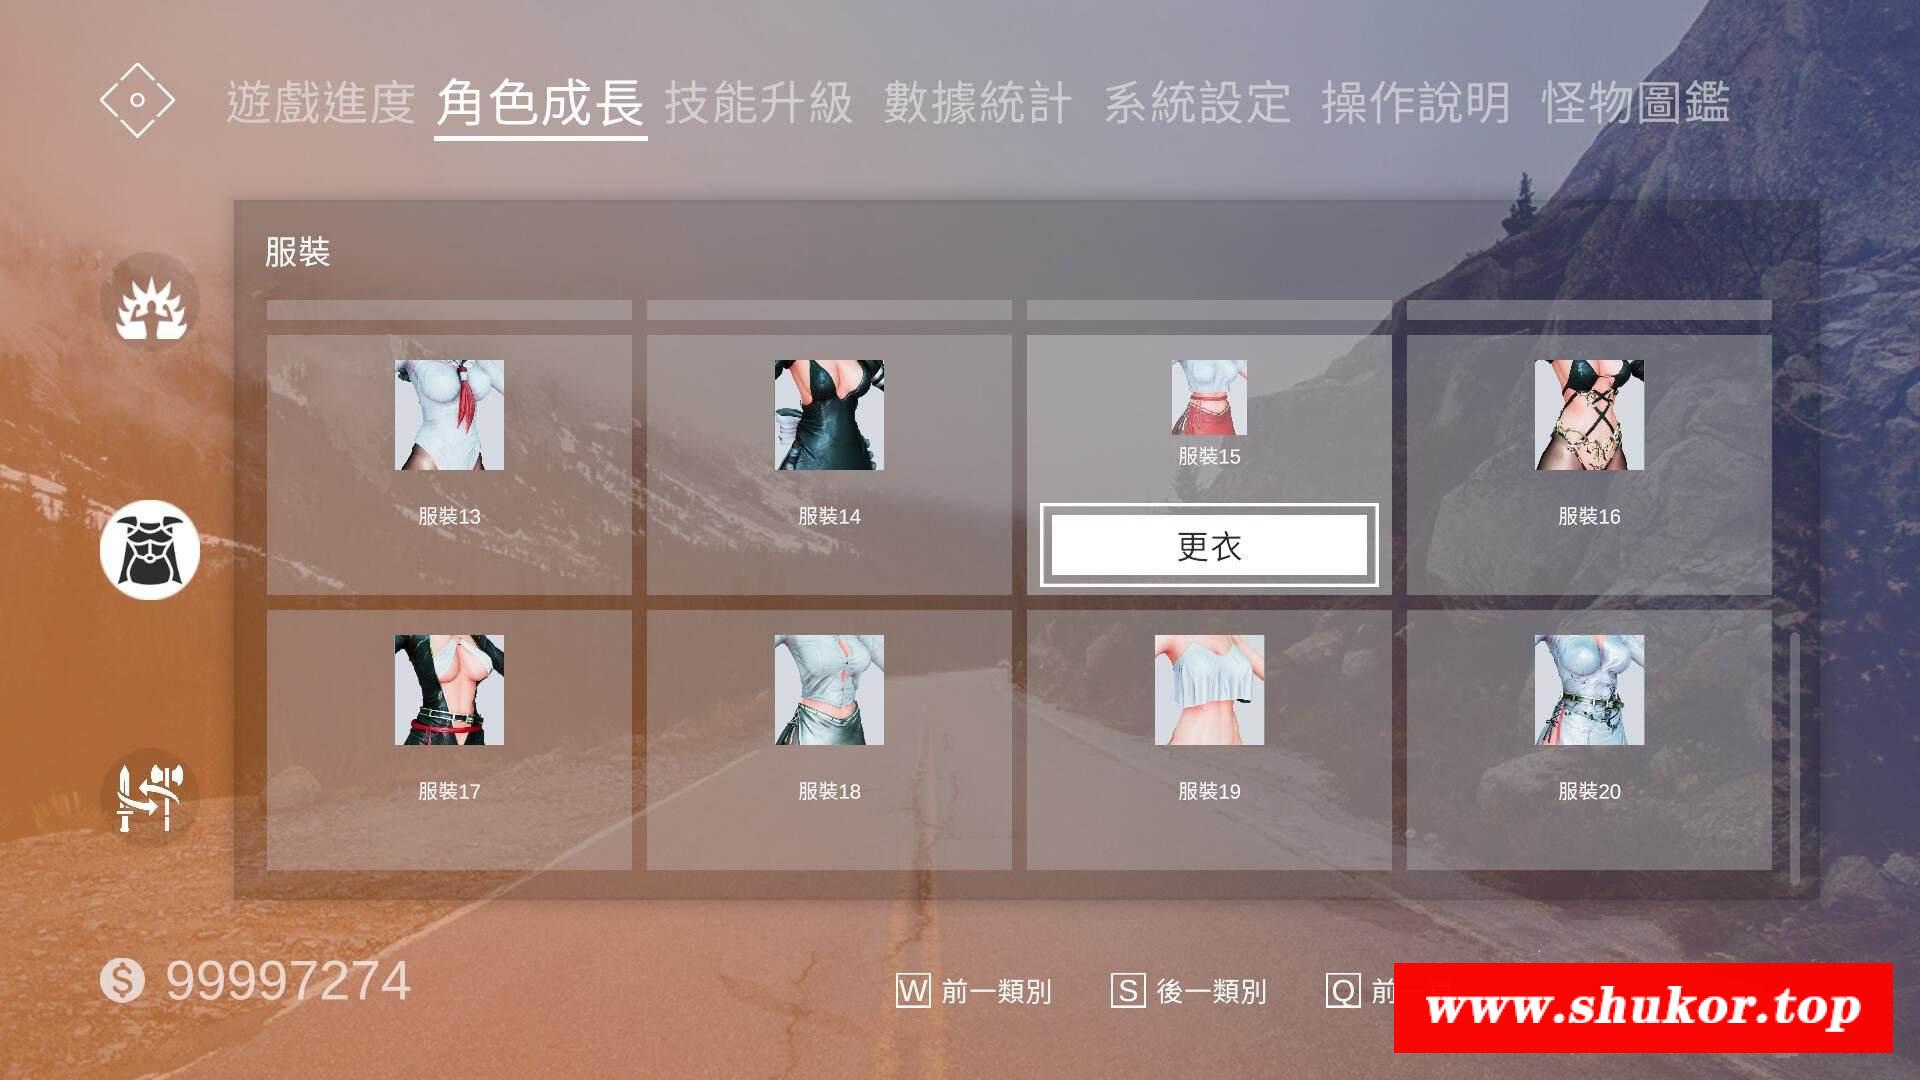 遊戲進度 角色成長 技能升級 數據統計 系統設定 操作說明 怪物圖鑑
服裝
服裝13
服裝14
服裝15
更衣
服裝16
服裝17
服裝18
服裝19
服裝20
$ 99997274
W 前一類別 S 後一類別 Q 前一頁
www.shukor.top